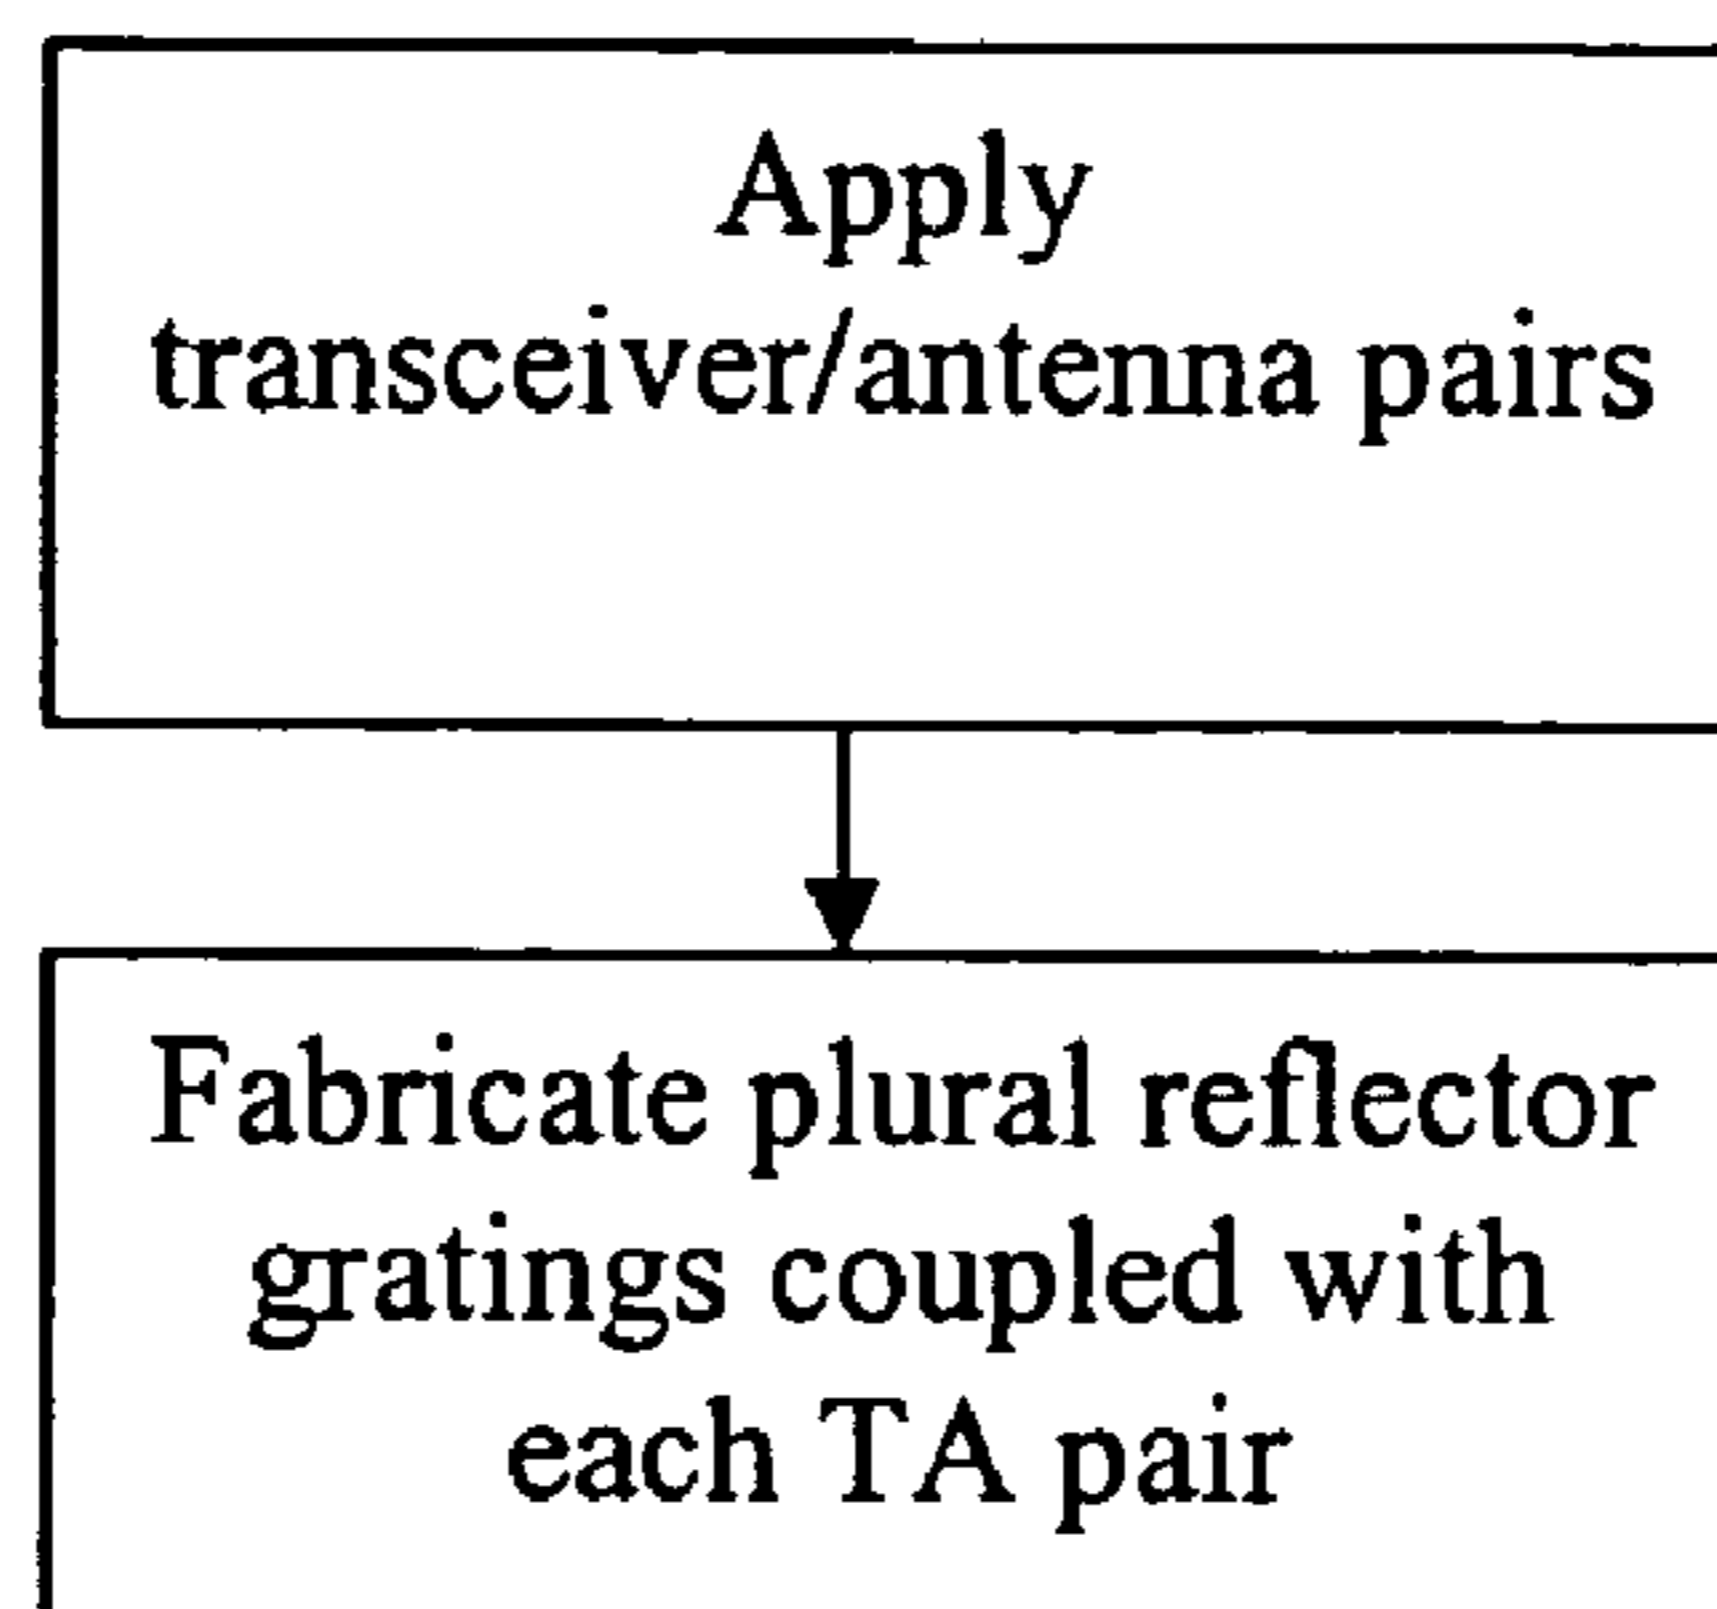 Apply
transceiver/antenna pairs
Fabricate plural reflector
gratings coupled with
each TA pair